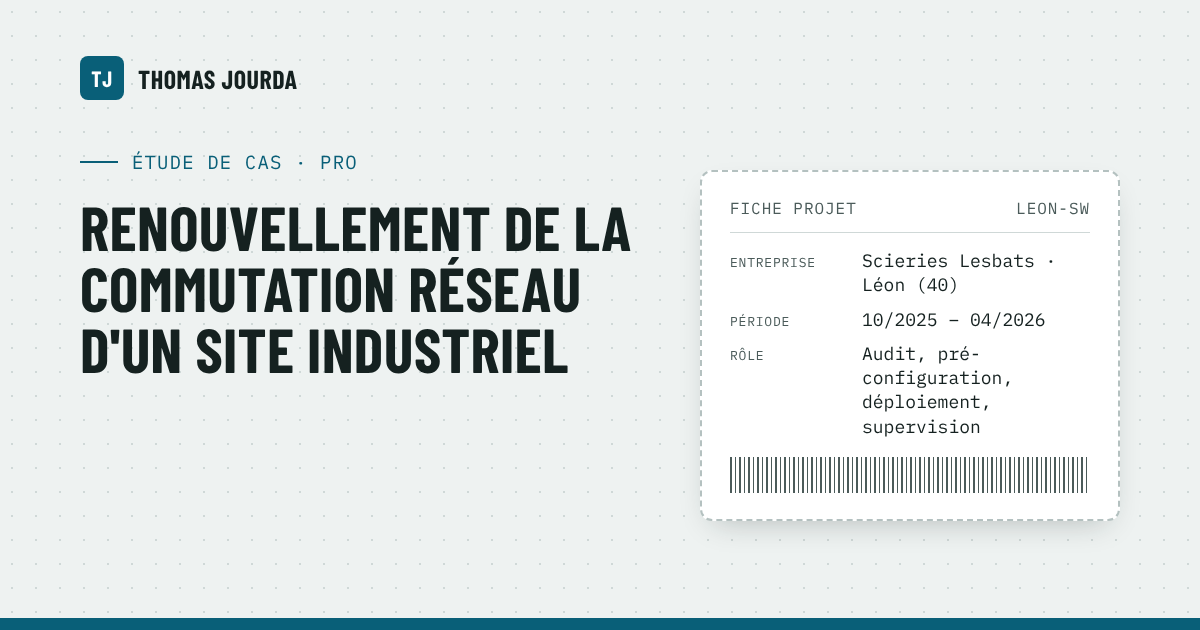 TJ THOMAS JOURDA
ÉTUDE DE CAS · PRO
RENOUVELLEMENT DE LA
COMMUTATION RÉSEAU
D'UN SITE INDUSTRIEL
FICHE PROJET LEON-SW
ENTREPRISE Scieries Lesbats ·
Léon (40)
PÉRIODE 10/2025 – 04/2026
RÔLE Audit, pré-
configuration,
déploiement,
supervision